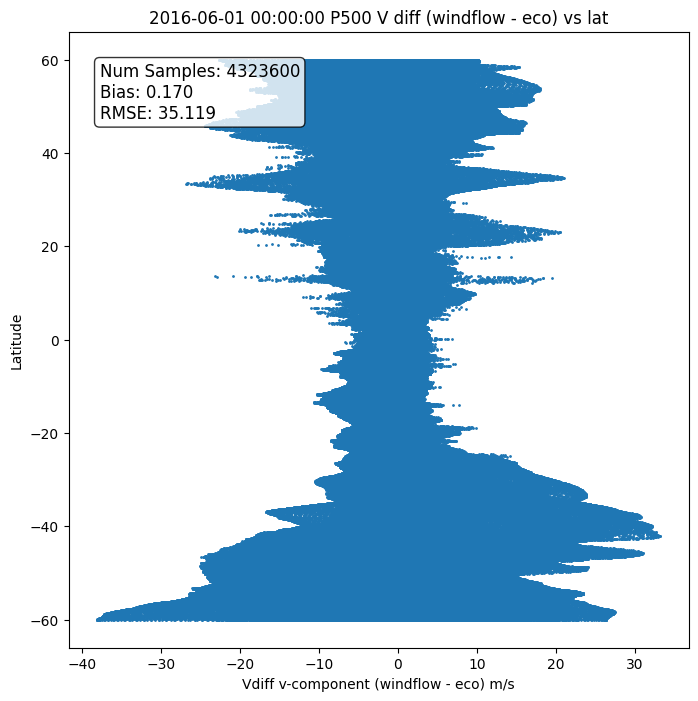 2016-06-01 00:00:00 P500 V diff (windflow - eco) vs lat
Num Samples: 4323600
Bias: 0.170
RMSE: 35.119
60
40
20
0
−20
−40
−60
Latitude
−40 −30 −20 −10 0 10 20 30
Vdiff v-component (windflow - eco) m/s